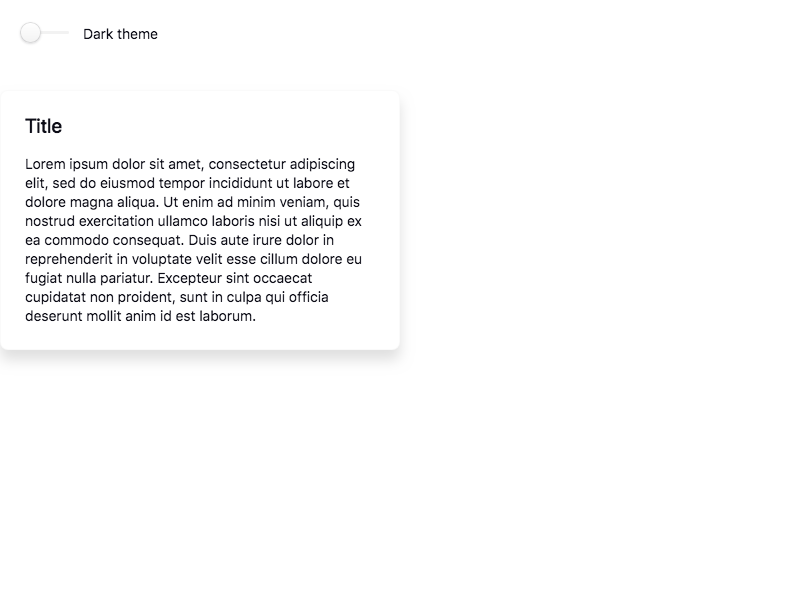 Dark theme
Title
Lorem ipsum dolor sit amet, consectetur adipiscing
elit, sed do eiusmod tempor incididunt ut labore et
dolore magna aliqua. Ut enim ad minim veniam, quis
nostrud exercitation ullamco laboris nisi ut aliquip ex
ea commodo consequat. Duis aute irure dolor in
reprehenderit in voluptate velit esse cillum dolore eu
fugiat nulla pariatur. Excepteur sint occaecat
cupidatat non proident, sunt in culpa qui officia
deserunt mollit anim id est laborum.